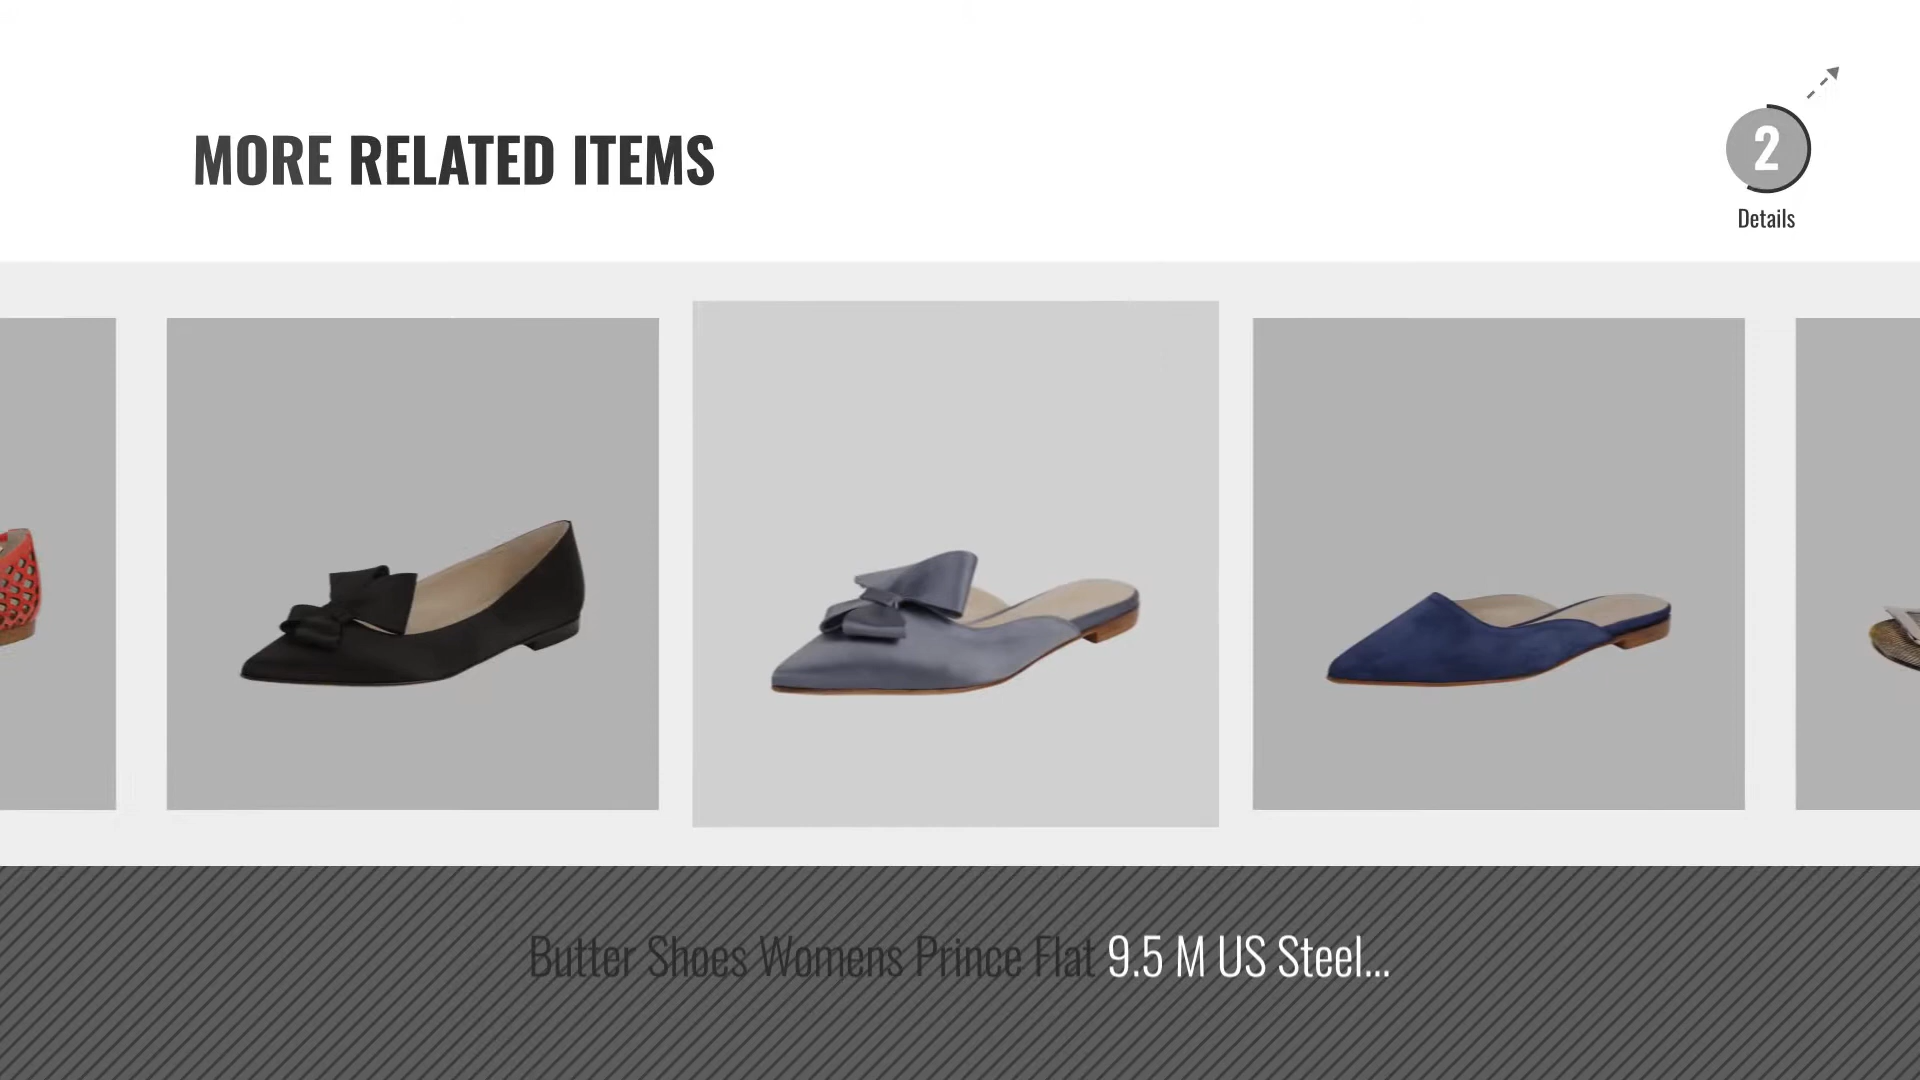 MORE RELATED ITEMS
2
Details
Butter Shoes Womens Prince Flat 9.5 M US Steel...